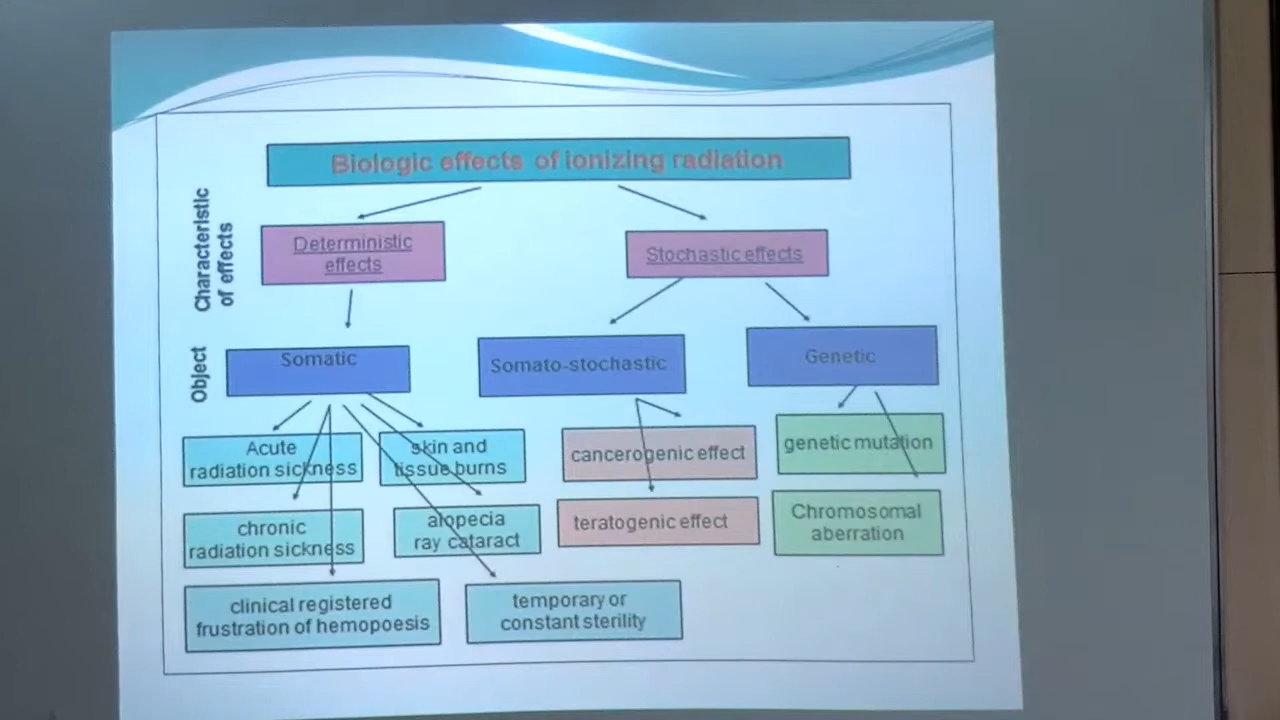 Biologic effects of ionizing radiation
Characteristic
of effects
Deterministic
effects
Stochastic effects
Object
Somatic
Somato-stochastic
Genetic
Acute
radiation sickness
skin and
tissue burns
cancerogenic effect
genetic mutation
chronic
radiation sickness
alopecia
ray cataract
teratogenic effect
Chromosomal
aberration
clinical registered
frustration of hemopoesis
temporary or
constant sterility